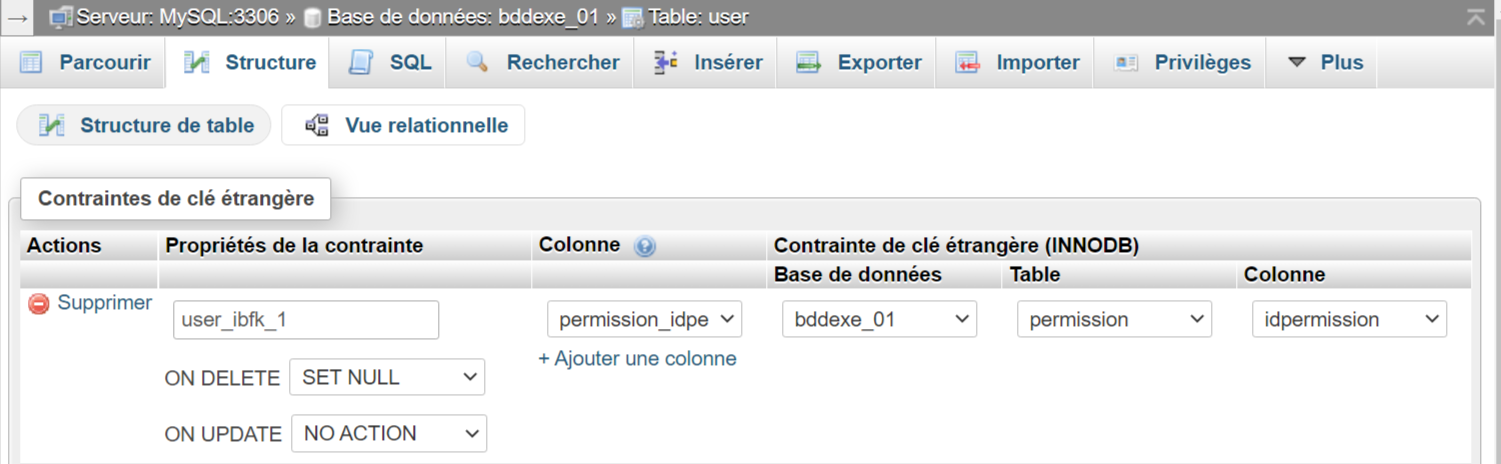 Serveur: MySQL:3306 » Base de données: bddexe_01 » Table: user
Parcourir Structure SQL Rechercher Insérer Exporter Importer Privilèges Plus
Structure de table Vue relationnelle
Contraintes de clé étrangère
Actions Propriétés de la contrainte Colonne Contrainte de clé étrangère (INNODB)
Base de données Table Colonne
Supprimer user_ibfk_1 permission_idpe bddexe_01 permission idpermission
+ Ajouter une colonne
ON DELETE SET NULL
ON UPDATE NO ACTION